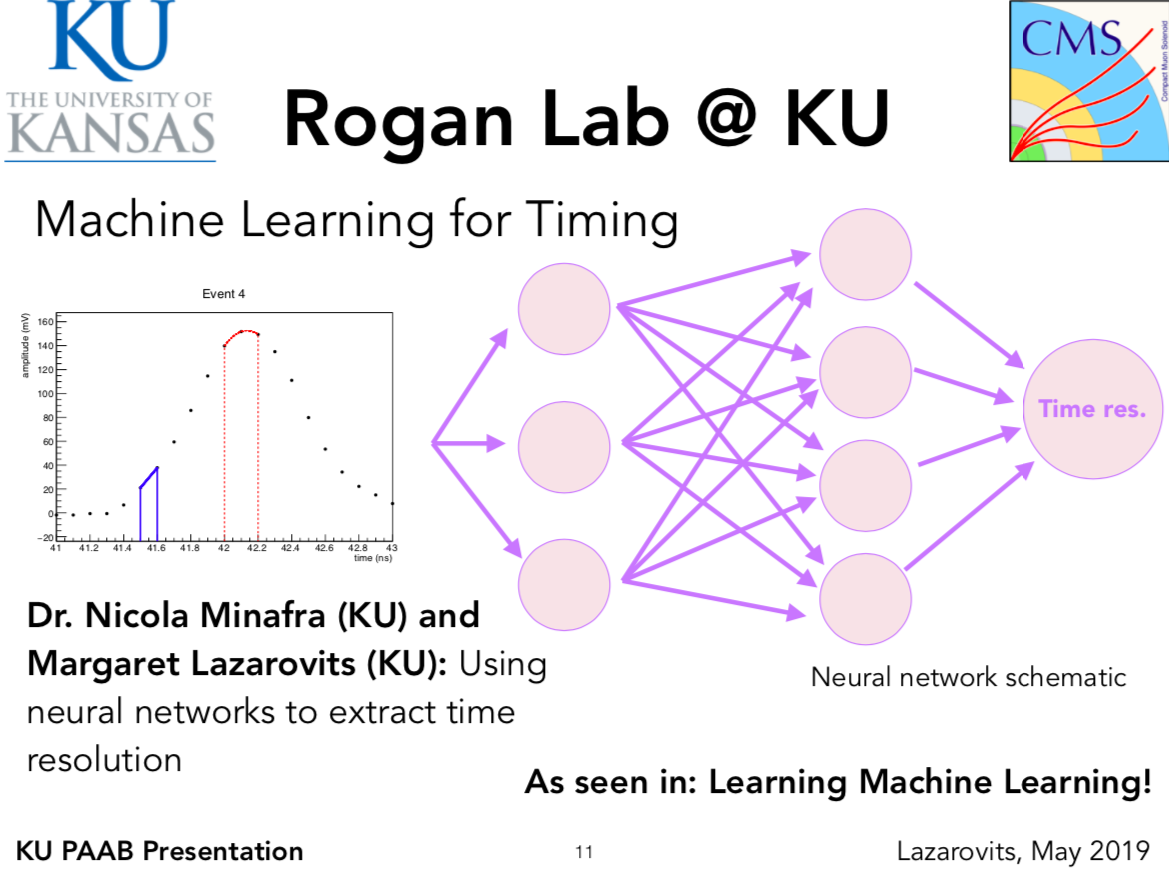 KU
THE UNIVERSITY OF
KANSAS
Rogan Lab @ KU
CMS
Compact Muon Solenoid
Machine Learning for Timing
Event 4
amplitude (mV)
160
140
120
100
80
60
40
20
0
−20
41 41.2 41.4 41.6 41.8 42 42.2 42.4 42.6 42.8 43
time (ns)
Time res.
Dr. Nicola Minafra (KU) and
Margaret Lazarovits (KU): Using
neural networks to extract time
resolution
Neural network schematic
As seen in: Learning Machine Learning!
KU PAAB Presentation
11
Lazarovits, May 2019